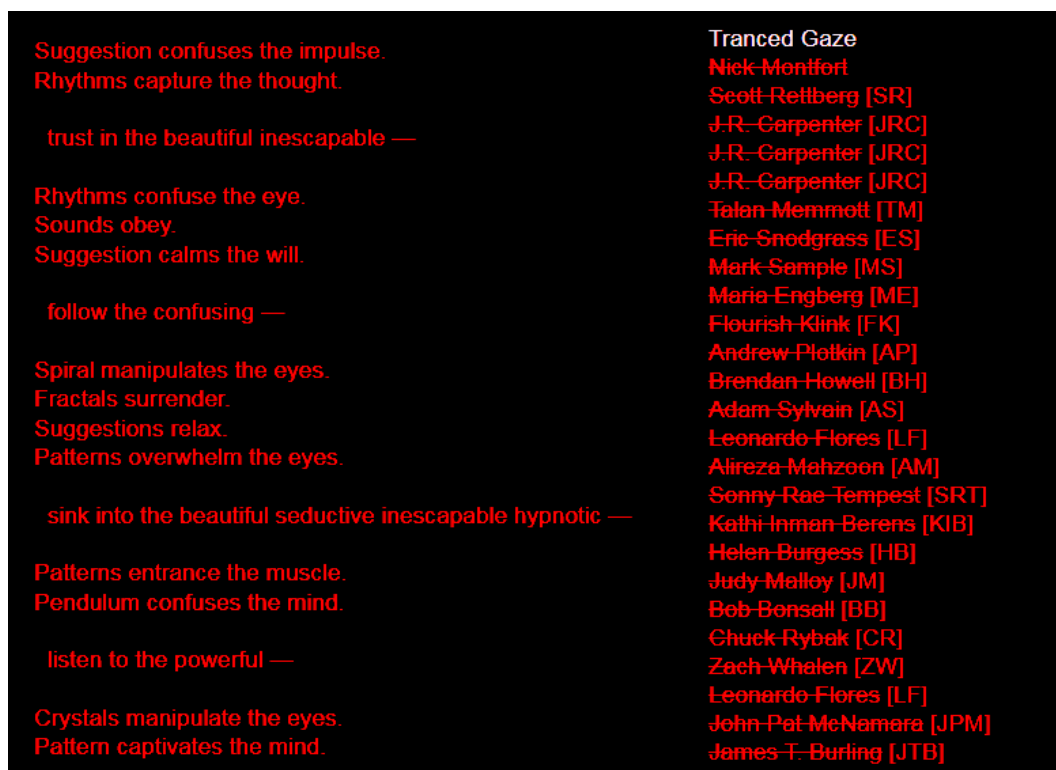 Suggestion confuses the impulse.
Rhythms capture the thought.
trust in the beautiful inescapable —
Rhythms confuse the eye.
Sounds obey.
Suggestion calms the will.
follow the confusing —
Spiral manipulates the eyes.
Fractals surrender.
Suggestions relax.
Patterns overwhelm the eyes.
sink into the beautiful seductive inescapable hypnotic —
Patterns entrance the muscle.
Pendulum confuses the mind.
listen to the powerful —
Crystals manipulate the eyes.
Pattern captivates the mind.
Tranced Gaze
Nick Montfort
Scott Rettberg [SR]
J.R. Carpenter [JRC]
J.R. Carpenter [JRC]
J.R. Carpenter [JRC]
Talan Memmott [TM]
Eric Snodgrass [ES]
Mark Sample [MS]
Maria Engberg [ME]
Flourish Klink [FK]
Andrew Plotkin [AP]
Brendan Howell [BH]
Adam Sylvain [AS]
Leonardo Flores [LF]
Alireza Mahzoon [AM]
Sonny Rae Tempest [SRT]
Kathi Inman Berens [KIB]
Helen Burgess [HB]
Judy Malloy [JM]
Bob Bonsall [BB]
Chuck Rybak [CR]
Zach Whalen [ZW]
Leonardo Flores [LF]
John Pat McNamara [JPM]
James T. Burling [JTB]